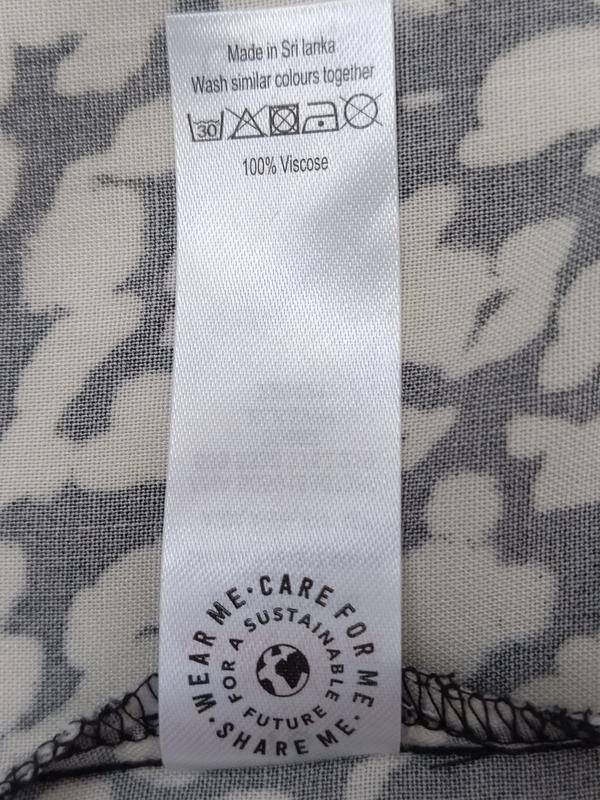 Made in Sri lanka
Wash similar colours together
30
100% Viscose
WEAR ME·CARE FOR ME·SHARE ME·
FOR A SUSTAINABLE FUTURE